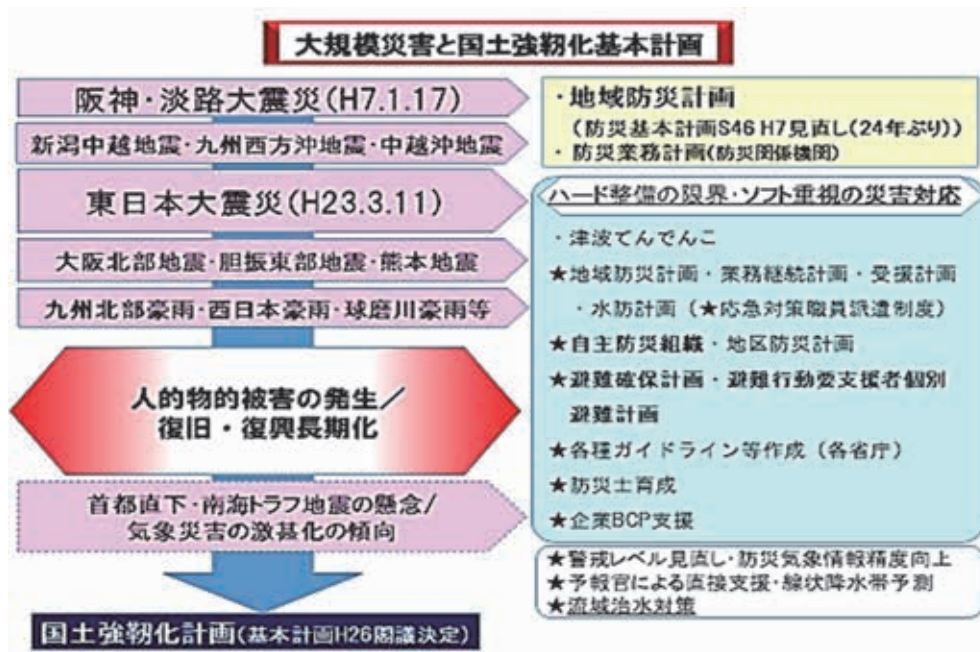 大規模災害と国土強靭化基本計画
阪神・淡路大震災(H7.1.17)
新潟中越地震・九州西方沖地震・中越沖地震
東日本大震災(H23.3.11)
大阪北部地震・胆振東部地震・熊本地震
九州北部豪雨・西日本豪雨・球磨川豪雨等
人的物的被害の発生／
復旧・復興長期化
首都直下・南海トラフ地震の懸念/
気象災害の激甚化の傾向
国土強靭化計画(基本計画H26閣議決定)
・地域防災計画
(防災基本計画S46 H7見直し(24年ぶり))
・防災業務計画(防災関係機関)
ハード整備の限界・ソフト重視の災害対応
・津波てんでんこ
★地域防災計画・業務継続計画・受援計画
・水防計画（★応急対策職員派遣制度）
★自主防災組織・地区防災計画
★避難確保計画・避難行動要支援者個別
避難計画
★各種ガイドライン等作成（各省庁）
★防災士育成
★企業BCP支援
★警戒レベル見直し・防災気象情報精度向上
★予報官による直接支援・線状降水帯予測
★流域治水対策